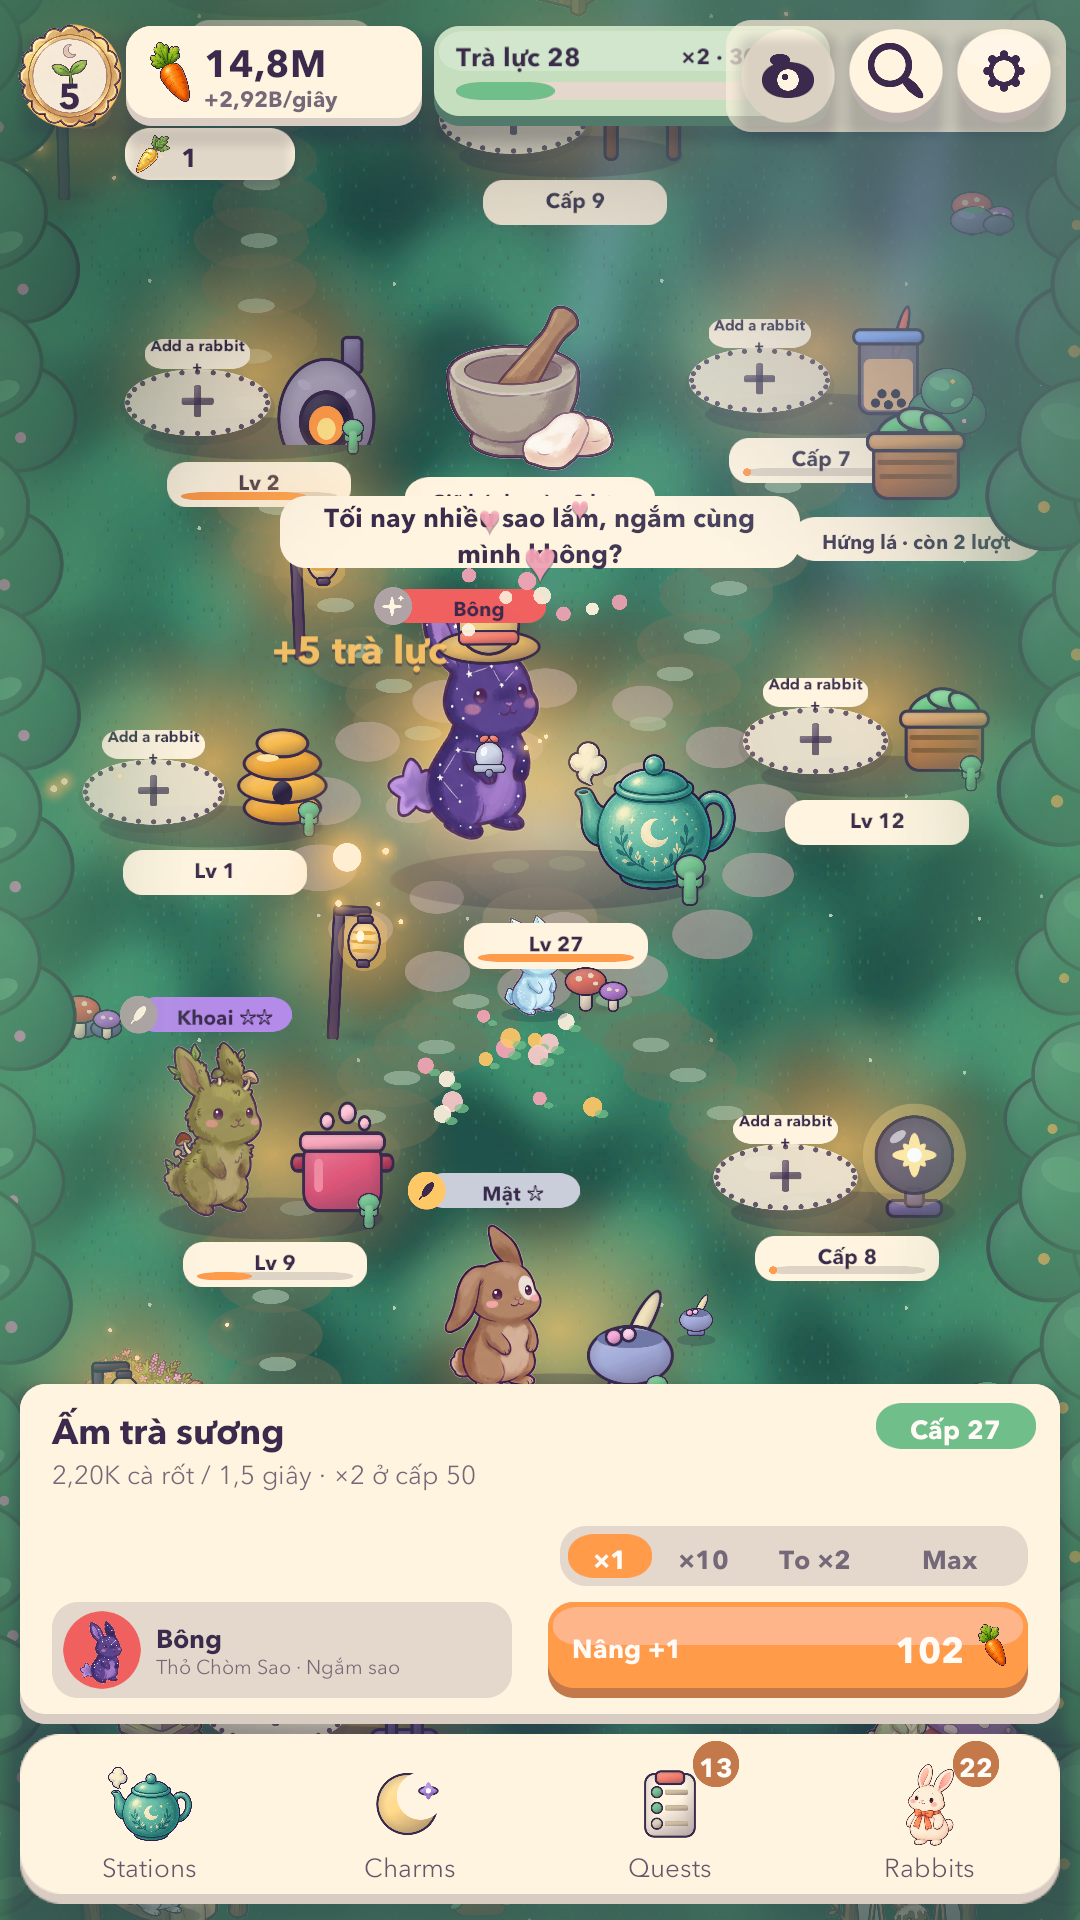 5
14,8M
+2,92B/giây
1
Trà lực 28
×2 ·
Cấp 9
Add a rabbit
+
Lv 2
Add a rabbit
+
Cấp 7
Tối nay nhiều sao lắm, ngắm cùng
mình không?
Hứng lá · còn 2 lượt
Bông
+5 trà lực
Add a rabbit
+
Lv 12
Add a rabbit
+
Lv 1
Lv 27
Khoai ☆☆
Lv 9
Mật ☆
Add a rabbit
+
Cấp 8
Ấm trà sương
Cấp 27
2,20K cà rốt / 1,5 giây · ×2 ở cấp 50
×1
×10
To ×2
Max
Bông
Thỏ Chòm Sao · Ngắm sao
Nâng +1
102
Stations
Charms
13
Quests
22
Rabbits